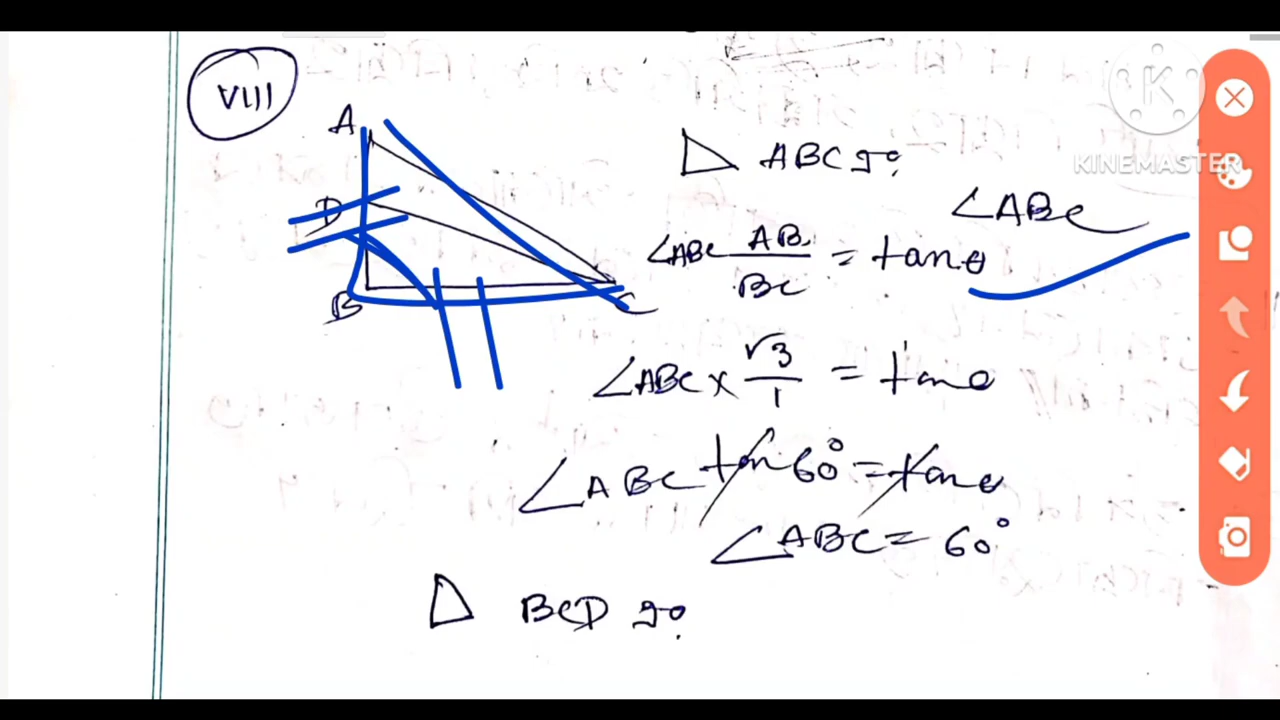 VIII
A
D
B
C
△ ABC এ:
∠ABC
∠ABC AB/BC = tanθ
∠ABC × √3/1 = tanθ
∠ABC tan60° = tanθ
∠ABC = 60°
△ BCD এ:
KINEMASTER